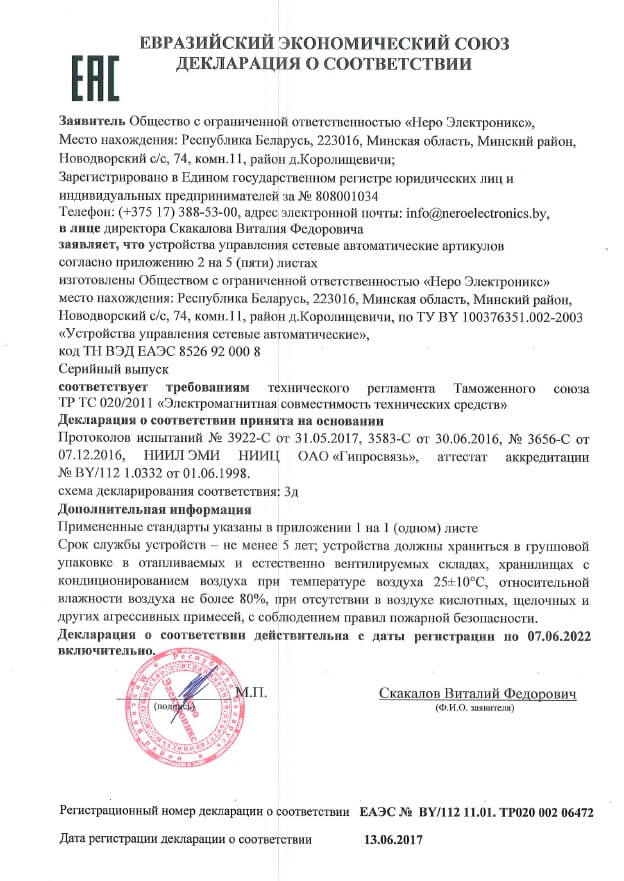 ЕВРАЗИЙСКИЙ ЭКОНОМИЧЕСКИЙ СОЮЗ
ДЕКЛАРАЦИЯ О СООТВЕТСТВИИ
ЕАС
Заявитель Общество с ограниченной ответственностью «Неро Электроникс»,
Место нахождения: Республика Беларусь, 223016, Минская область, Минский район,
Новодворский с/с, 74, комн.11, район д.Королищевичи;
Зарегистрировано в Едином государственном регистре юридических лиц и
индивидуальных предпринимателей за № 808001034
Телефон: (+375 17) 388-53-00, адрес электронной почты: info@neroelectronics.by,
в лице директора Скакалова Виталия Федоровича
заявляет, что устройства управления сетевые автоматические артикулов
согласно приложению 2 на 5 (пяти) листах
изготовлены Обществом с ограниченной ответственностью «Неро Электроникс»
место нахождения: Республика Беларусь, 223016, Минская область, Минский район,
Новодворский с/с, 74, комн.11, район д.Королищевичи, по ТУ BY 100376351.002-2003
«Устройства управления сетевые автоматические»,
код ТН ВЭД ЕАЭС 8526 92 000 8
Серийный выпуск
соответствует требованиям технического регламента Таможенного союза
ТР ТС 020/2011 «Электромагнитная совместимость технических средств»
Декларация о соответствии принята на основании
Протоколов испытаний № 3922-С от 31.05.2017, 3583-С от 30.06.2016, № 3656-С от
07.12.2016, НИИЛ ЭМИ НИИЦ ОАО «Гипросвязь», аттестат аккредитации
№ BY/112 1.0332 от 01.06.1998.
схема декларирования соответствия: 3д
Дополнительная информация
Примененные стандарты указаны в приложении 1 на 1 (одном) листе
Срок службы устройств – не менее 5 лет; устройства должны храниться в групповой
упаковке в отапливаемых и естественно вентилируемых складах, хранилищах с
кондиционированием воздуха при температуре воздуха 25±10°С, относительной
влажности воздуха не более 80%, при отсутствии в воздухе кислотных, щелочных и
других агрессивных примесей, с соблюдением правил пожарной безопасности.
Декларация о соответствии действительна с даты регистрации по 07.06.2022
включительно.
М.П.
Скакалов Виталий Федорович
(подпись)
(Ф.И.О. заявителя)
Электроникс
Регистрационный номер декларации о соответствии ЕАЭС № BY/112 11.01. ТР020 002 06472
Дата регистрации декларации о соответствии 13.06.2017